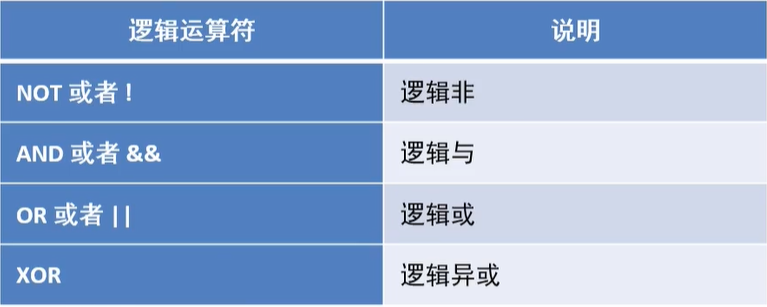 逻辑运算符 说明
NOT 或者 ! 逻辑非
AND 或者 && 逻辑与
OR 或者 || 逻辑或
XOR 逻辑异或